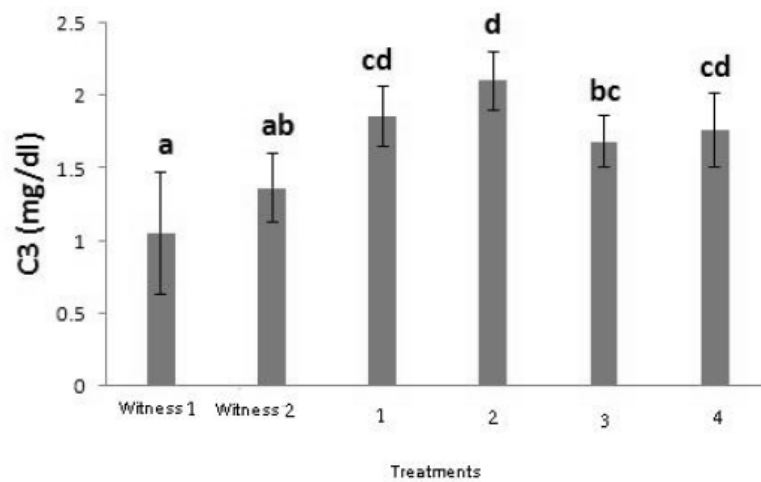 2.5
d
cd
cd
2
bc
ab
a
1.5
C3 (mg/dl)
1
0.5
0
Witness 1 Witness 2 1 2 3 4
Treatments